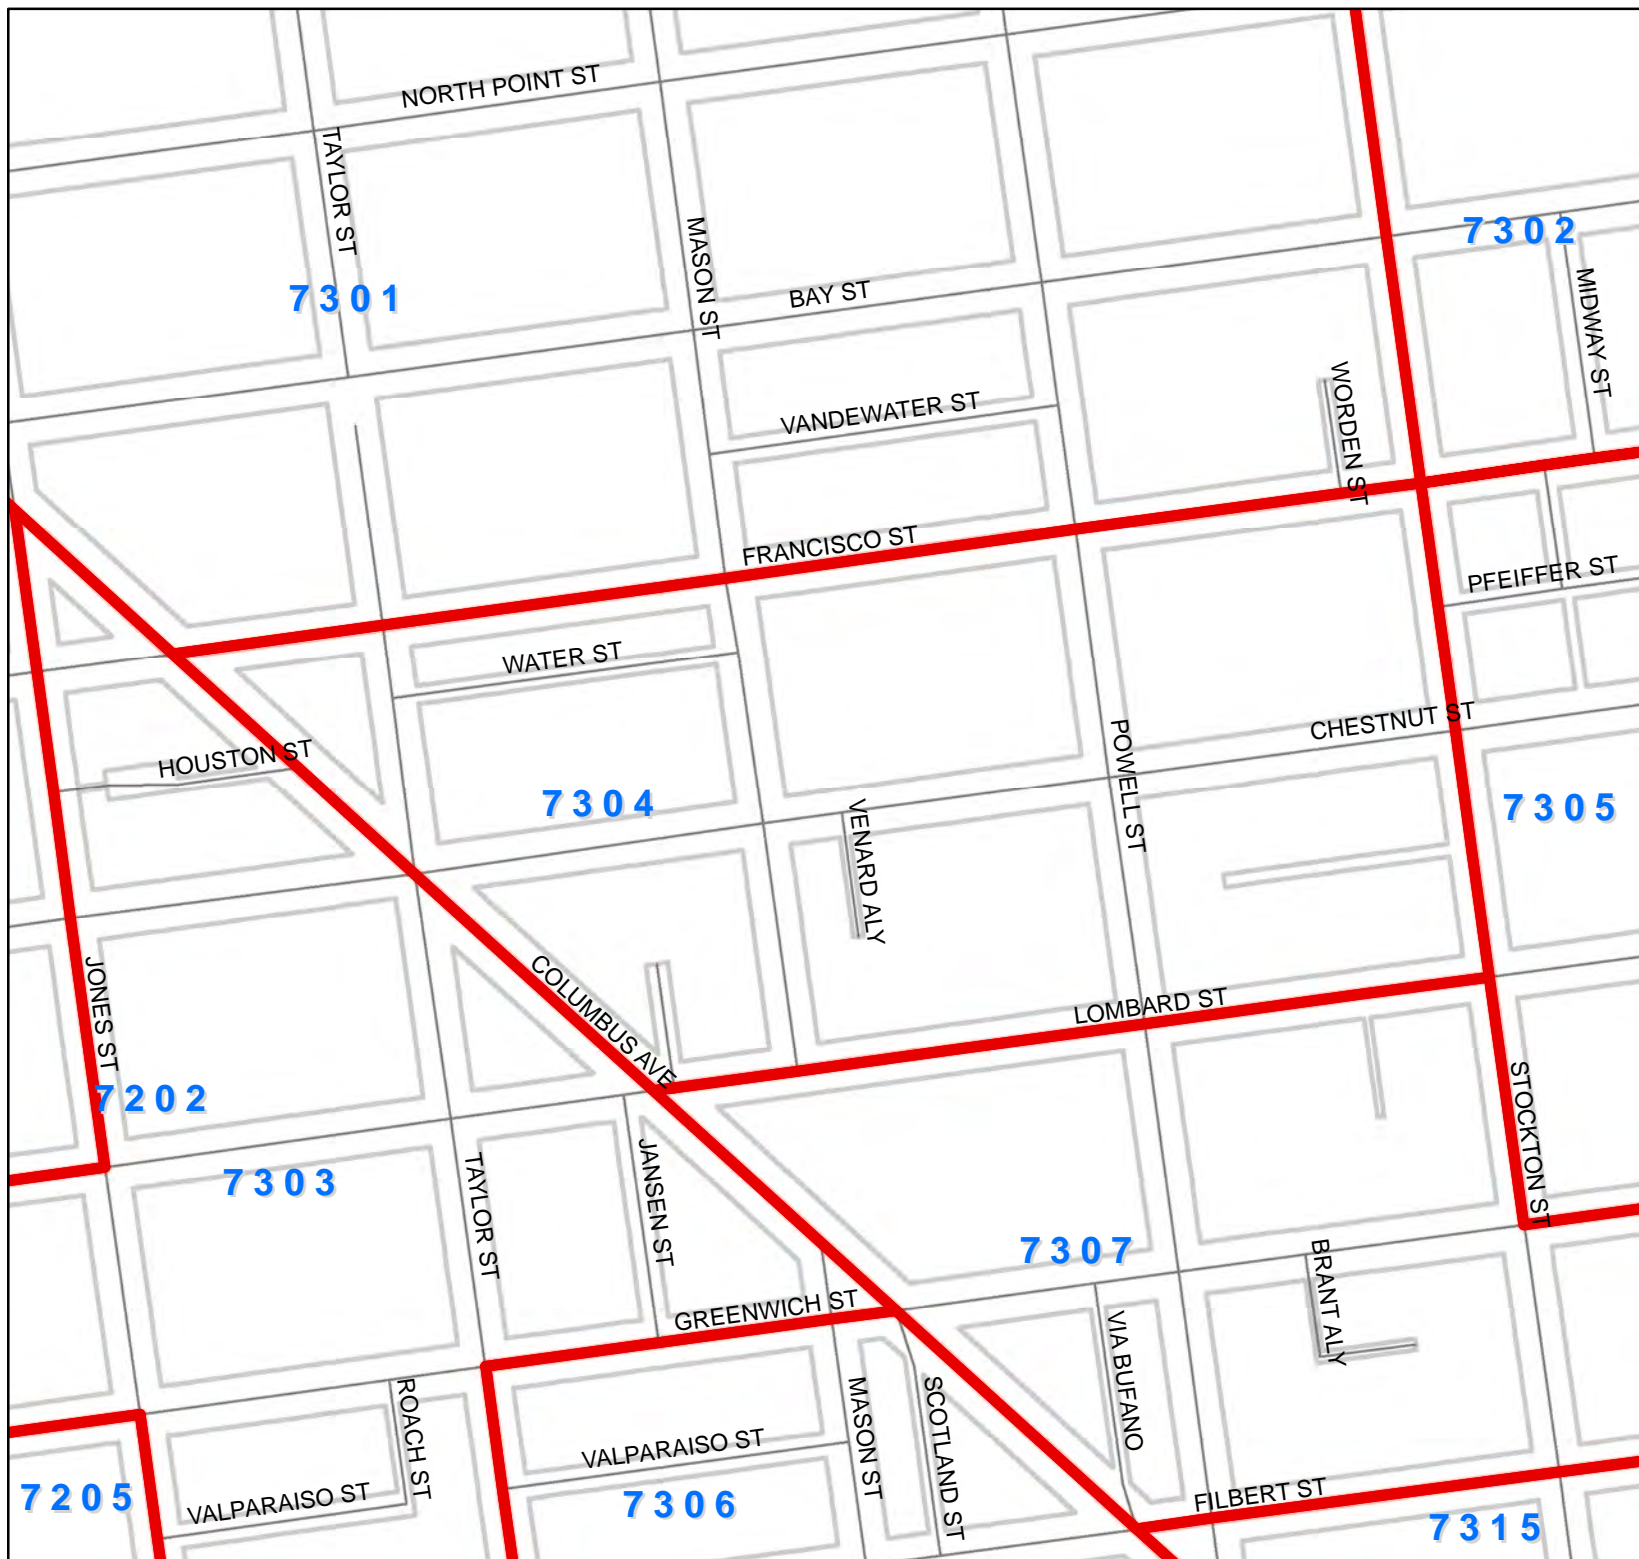 NORTH POINT ST
TAYLOR ST
MASON ST
7302
MIDWAY ST
7301
BAY ST
WORDEN ST
VANDEWATER ST
FRANCISCO ST
PFEIFFER ST
WATER ST
CHESTNUT ST
POWELL ST
HOUSTON ST
7304
VENARD ALY
7305
JONES ST
COLUMBUS AVE
LOMBARD ST
STOCKTON ST
7202
7303
TAYLOR ST
JANSEN ST
7307
BRANT ALY
GREENWICH ST
VIA BUFANO
ROACH ST
MASON ST
SCOTLAND ST
VALPARAISO ST
7205
VALPARAISO ST
7306
FILBERT ST
7315